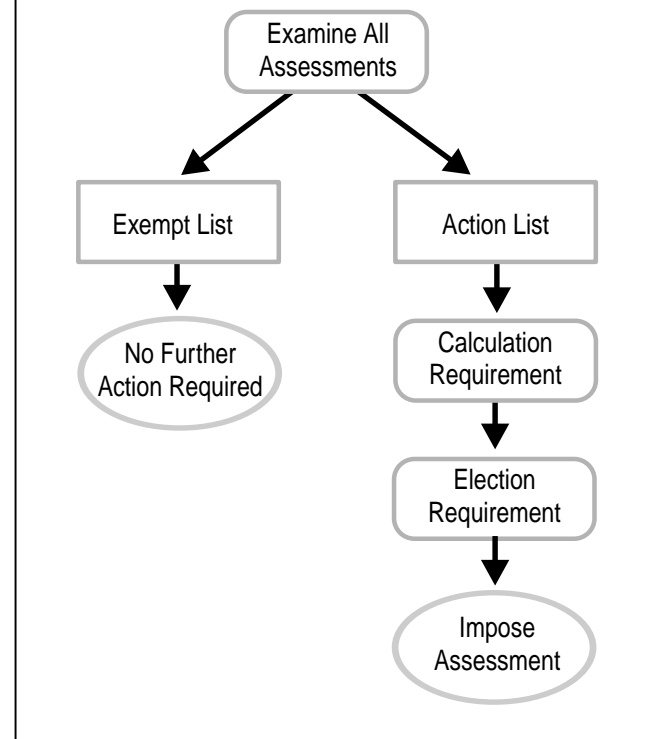 Examine All
Assessments
Exempt List
Action List
No Further
Action Required
Calculation
Requirement
Election
Requirement
Impose
Assessment